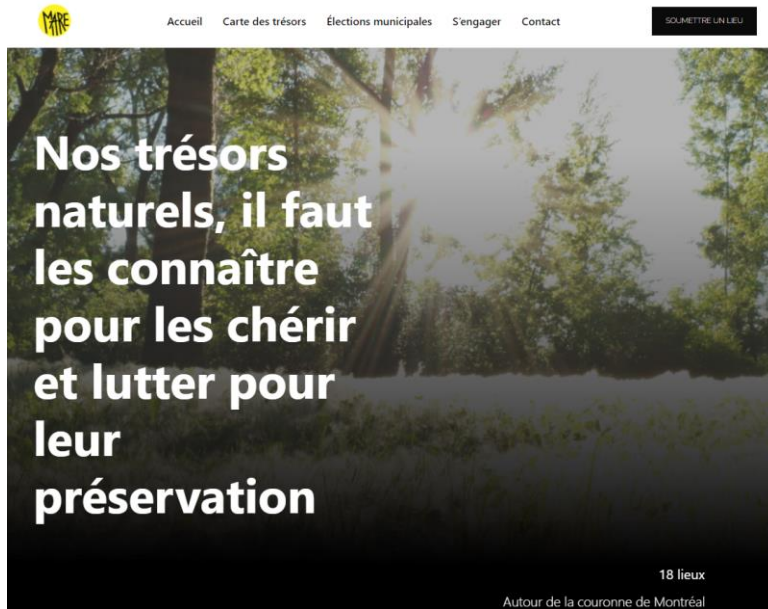 MARE
Accueil Carte des trésors Élections municipales S'engager Contact
SOUMETTRE UN LIEU
Nos trésors
naturels, il faut
les connaître
pour les chérir
et lutter pour
leur
préservation
18 lieux
Autour de la couronne de Montréal